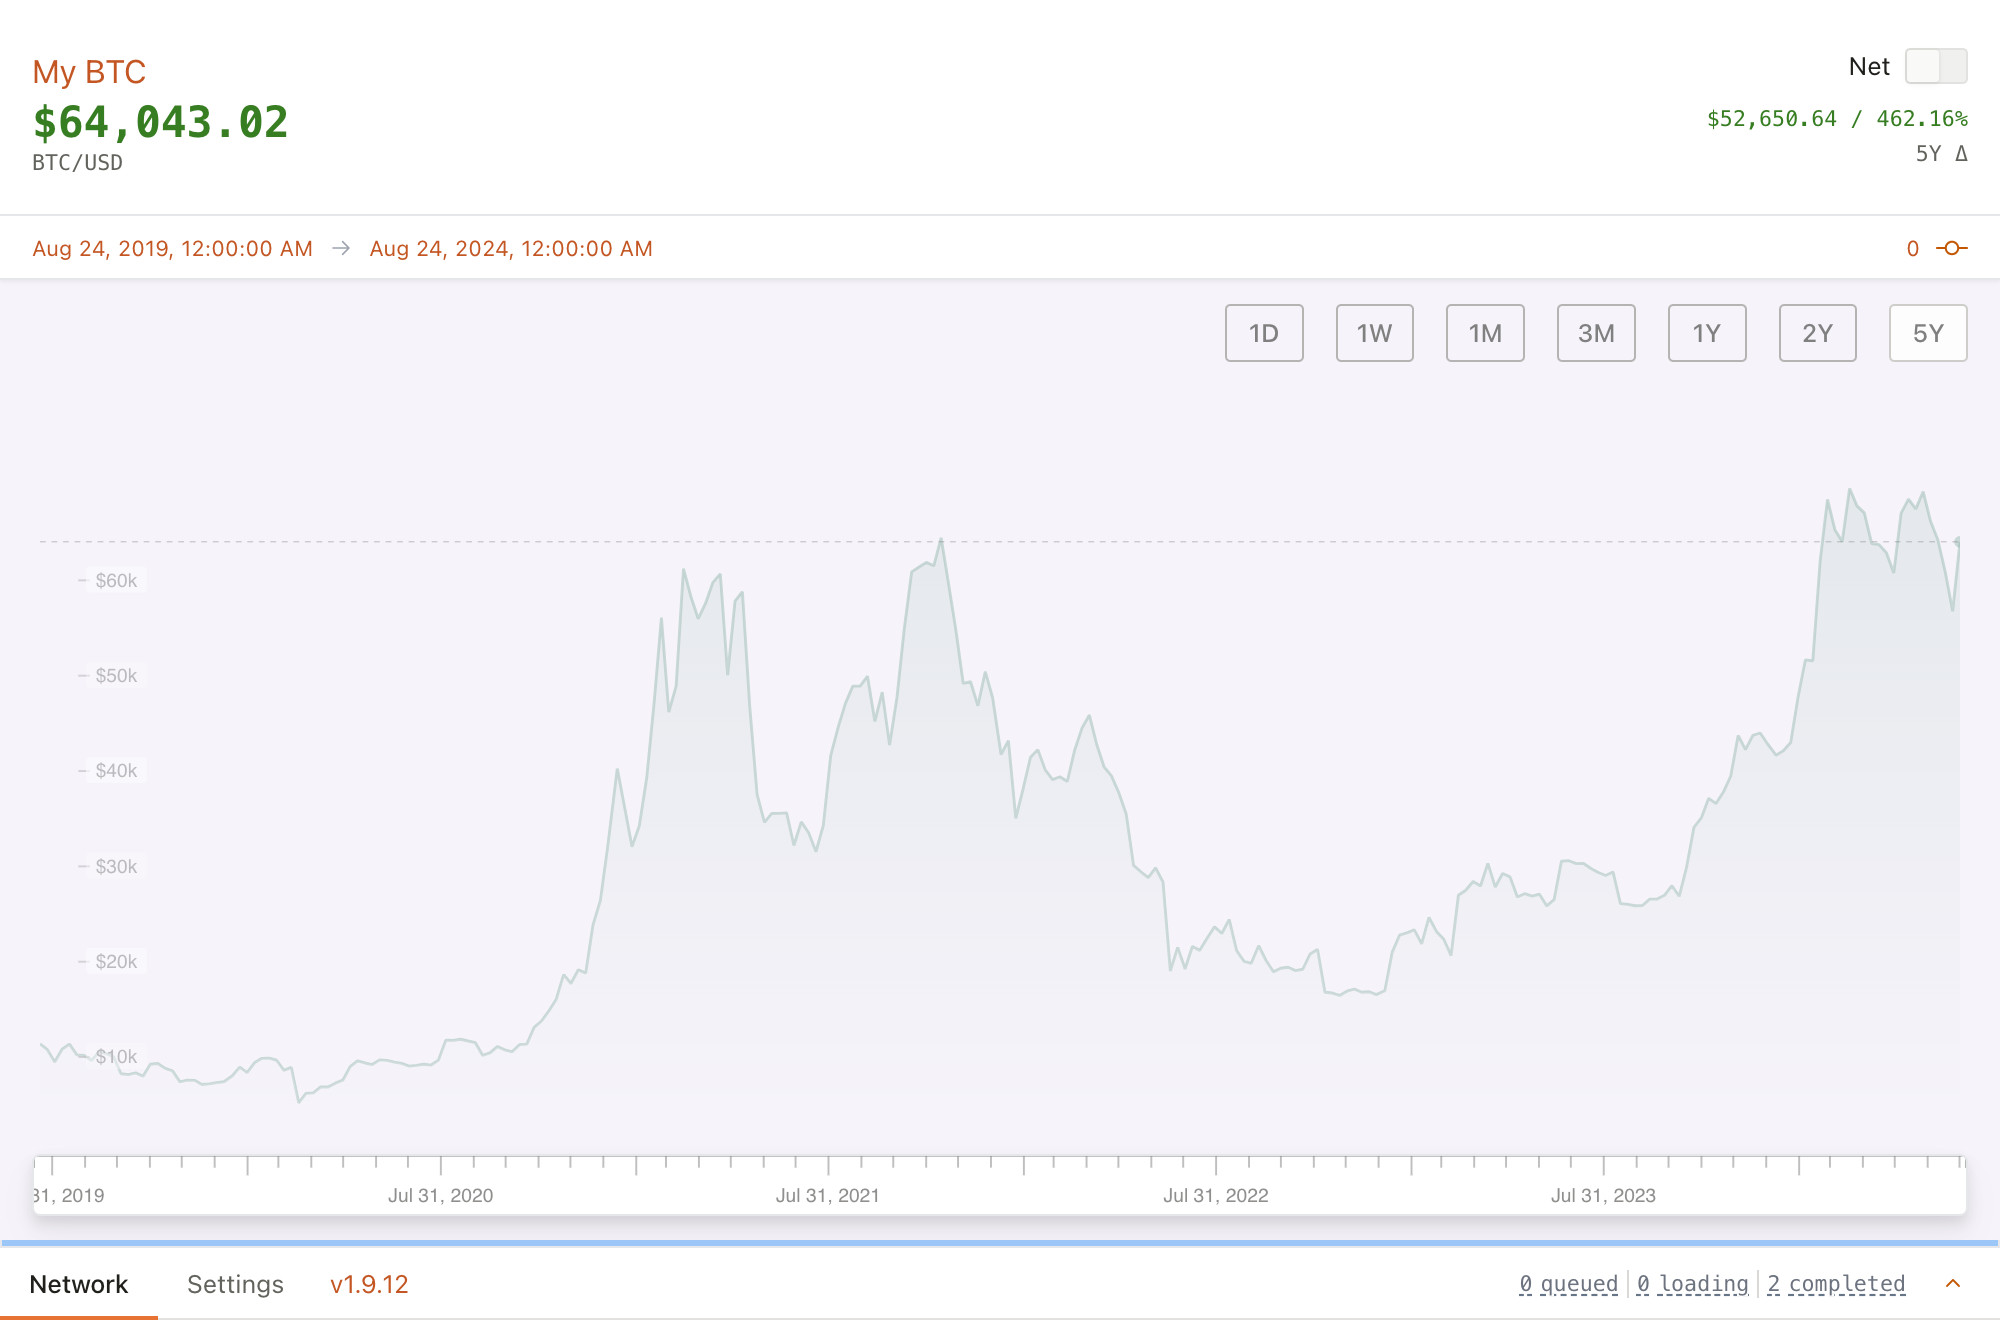 My BTC
$64,043.02
BTC/USD
Net
$52,650.64 / 462.16%
5Y Δ
Aug 24, 2019, 12:00:00 AM → Aug 24, 2024, 12:00:00 AM
0
1D 1W 1M 3M 1Y 2Y 5Y
$60k
$50k
$40k
$30k
$20k
$10k
31, 2019 Jul 31, 2020 Jul 31, 2021 Jul 31, 2022 Jul 31, 2023
Network Settings v1.9.12 0 queued 0 loading 2 completed